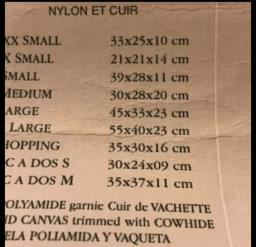 NYLON ET CUIR
XX SMALL 33x25x10 cm
X SMALL 21x21x14 cm
SMALL 39x28x11 cm
MEDIUM 30x28x20 cm
ARGE 45x33x23 cm
LARGE 55x40x23 cm
HOPPING 35x30x16 cm
C A DOS S 30x24x09 cm
C A DOS M 35x37x11 cm
OLYAMIDE garnie Cuir de VACHETTE
D CANVAS trimmed with COWHIDE
ELA POLIAMIDA Y VAQUETA